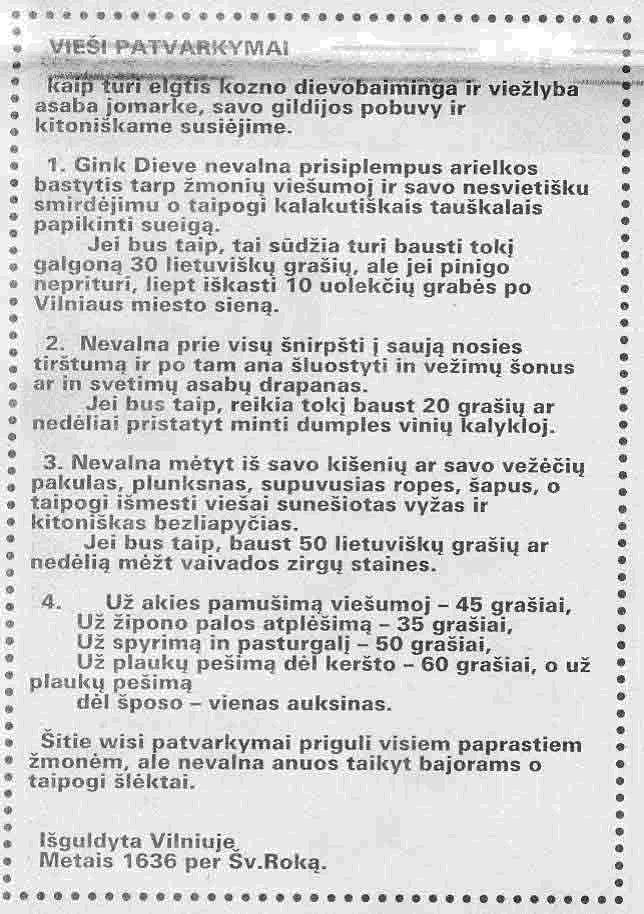 VIEŠI PATVARKYMAI
kaip turi elgtis kozno dievobaiminga ir viežlyba
asaba jomarke, savo gildijos pobuvy ir
kitoniškame susiėjime.
1. Gink Dieve nevalna prisiplempus arielkos
bastytis tarp žmonių viešumoj ir savo nesvietišku
smirdėjimu o taipogi kalakutiškais tauškalais
papikinti sueigą.
Jei bus taip, tai sūdžia turi bausti tokį
galgoną 30 lietuviškų grašių, ale jei pinigo
neprituri, liept iškasti 10 uolekčių grabės po
Vilniaus miesto sieną.
2. Nevalna prie visų šnirpšti į saują nosies
tirštumą ir po tam ana šluostyti in vežimų šonus
ar in svetimų asabų drapanas.
Jei bus taip, reikia tokį baust 20 grašių ar
nedėliai pristatyt minti dumples vinių kalykloj.
3. Nevalna mėtyt iš savo kišenių ar savo vežėčių
pakulas, plunksnas, supuvusias ropes, šapus, o
taipogi išmesti viešai sunešiotas vyžas ir
kitoniškas bezliapyčias.
Jei bus taip, baust 50 lietuviškų grašių ar
nedėlią mėžt vaivados zirgų staines.
4. Už akies pamušimą viešumoj – 45 grašiai,
Už žipono palos atplėšimą – 35 grašiai,
Už spyrimą in pasturgalį – 50 grašiai,
Už plaukų pešimą dėl keršto – 60 grašiai, o už
plaukų pešimą
dėl šposo – vienas auksinas.
Šitie wisi patvarkymai priguli visiem paprastiem
žmonėm, ale nevalna anuos taikyt bajorams o
taipogi šlėktai.
Išguldyta Vilniuje
Metais 1636 per Šv.Roką.